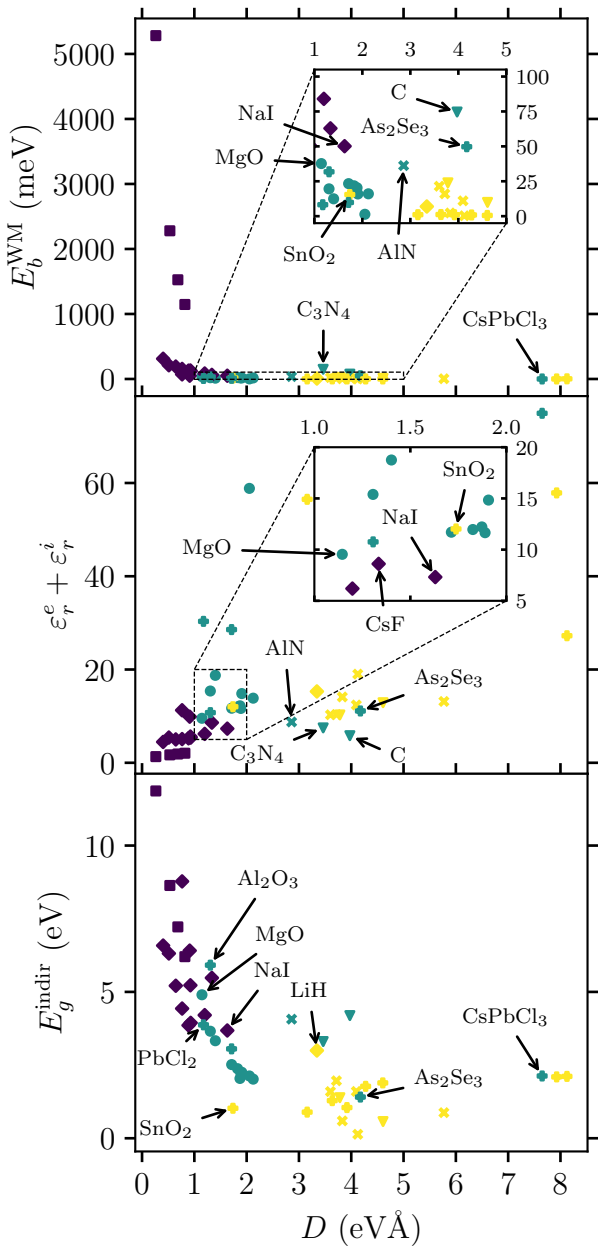 1 2 3 4 5
5000
100
C
75
NaI
As₂Se₃
50
MgO
4000
25
SnO₂
AlN
0
3000
E_b^WM (meV)
2000
1000
C₃N₄
CsPbCl₃
0
1.0 1.5 2.0
20
SnO₂
15
60
NaI
MgO
10
CsF
5
40
ε_r^e + ε_r^i
AlN
20
As₂Se₃
C₃N₄
C
0
10
Al₂O₃
MgO
NaI
LiH
5
CsPbCl₃
PbCl₂
As₂Se₃
SnO₂
0
E_g^indir (eV)
0 1 2 3 4 5 6 7 8
D (eVÅ)